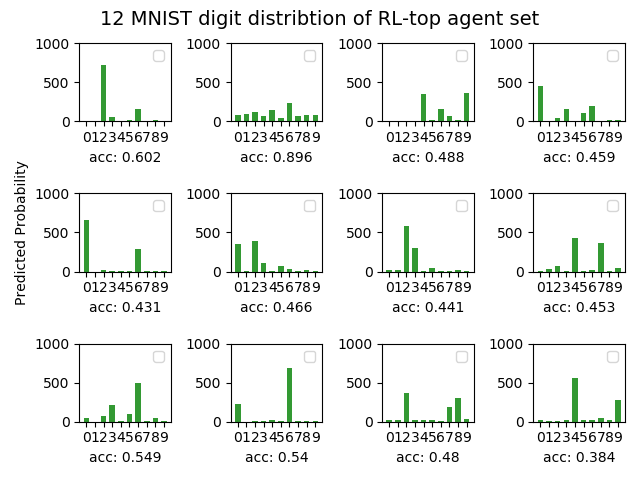 12 MNIST digit distribtion of RL-top agent set
Predicted Probability
1000 1000 1000 1000
500 500 500 500
0 0 0 0
0123456789 0123456789 0123456789 0123456789
acc: 0.602 acc: 0.896 acc: 0.488 acc: 0.459
1000 1000 1000 1000
500 500 500 500
0 0 0 0
0123456789 0123456789 0123456789 0123456789
acc: 0.431 acc: 0.466 acc: 0.441 acc: 0.453
1000 1000 1000 1000
500 500 500 500
0 0 0 0
0123456789 0123456789 0123456789 0123456789
acc: 0.549 acc: 0.54 acc: 0.48 acc: 0.384